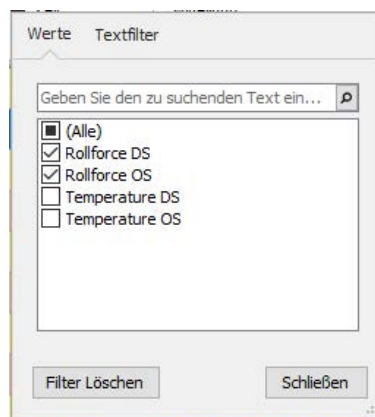 Werte Textfilter
Geben Sie den zu suchenden Text ein...
(Alle)
Rollforce DS
Rollforce OS
Temperature DS
Temperature OS
Filter Löschen Schließen